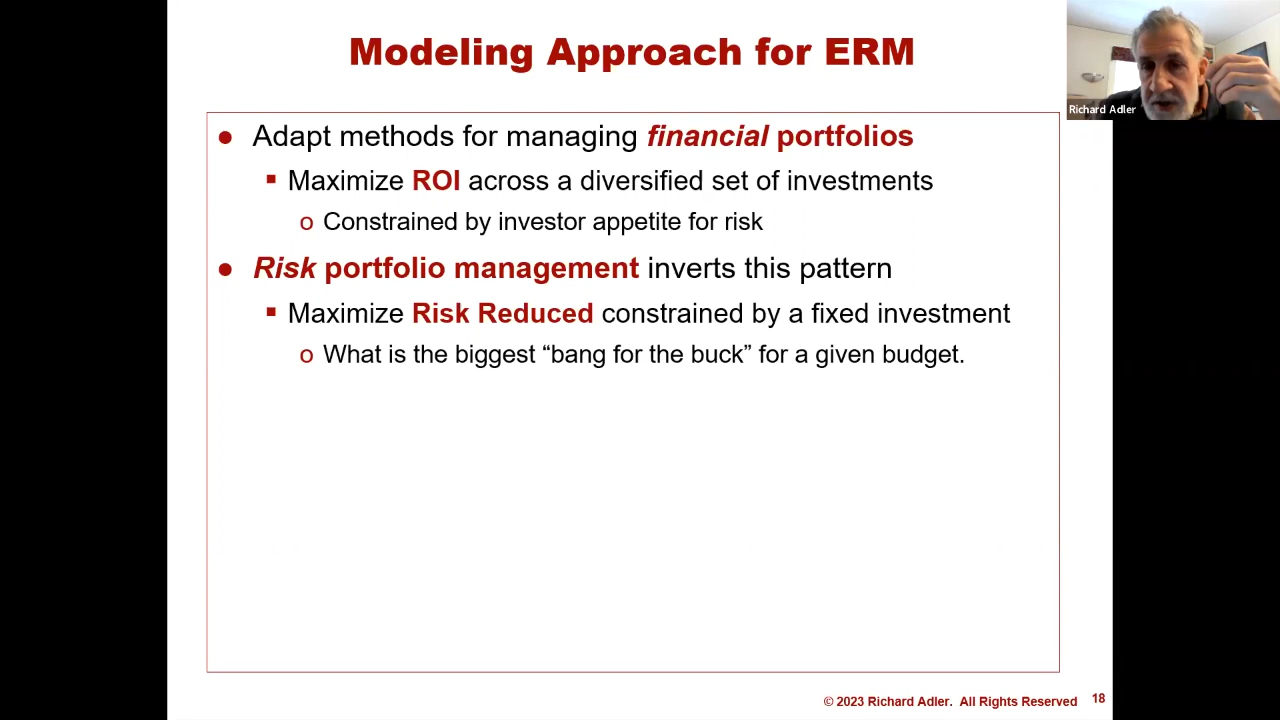 Modeling Approach for ERM
Richard Adler
● Adapt methods for managing financial portfolios
▪ Maximize ROI across a diversified set of investments
o Constrained by investor appetite for risk
● Risk portfolio management inverts this pattern
▪ Maximize Risk Reduced constrained by a fixed investment
o What is the biggest “bang for the buck” for a given budget.
© 2023 Richard Adler. All Rights Reserved 18